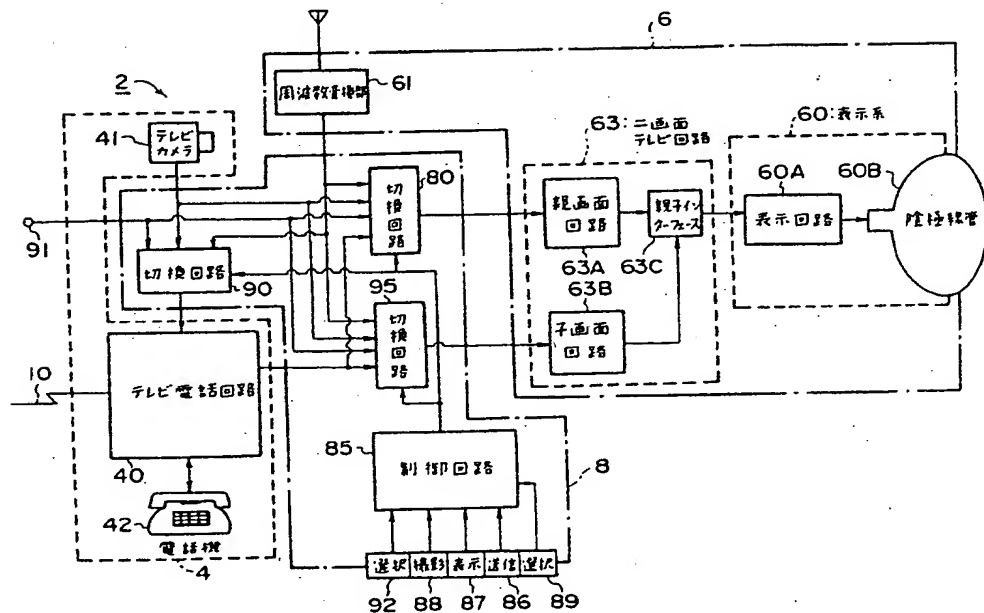 6
2
周波数変換部
61
41
テレビ
カメラ
63:二画面
テレビ回路
60:表示系
60A
60B
80
切換回路
親画面
回路
親子イン
ターフェース
表示回路
陰極線管
91
63A
63C
切換回路
90
95
63B
切換回路
子画面
回路
10
テレビ電話回路
85
制御回路
8
40
42
電話機
4
選択
撮影
表示
送信
選択
92
88
87
86
89